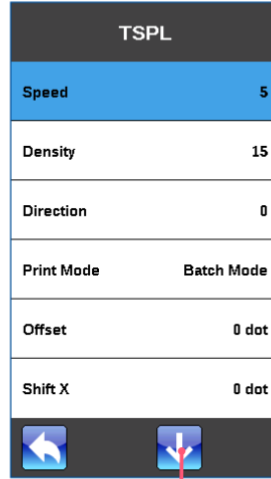 TSPL
Speed 5
Density 15
Direction 0
Print Mode Batch Mode
Offset 0 dot
Shift X 0 dot